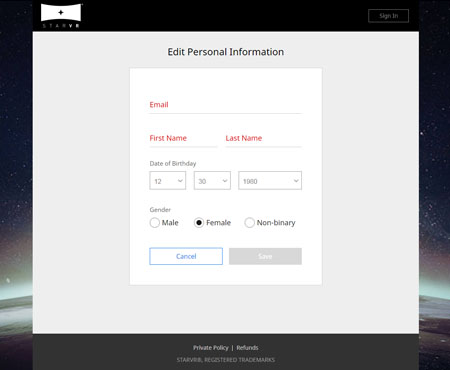 STARVR
Sign In
Edit Personal Information
Email
First Name Last Name
Date of Birthday
12 30 1980
Gender
Male Female Non-binary
Cancel Save
Private Policy | Refunds
STARVR®, REGISTERED TRADEMARKS